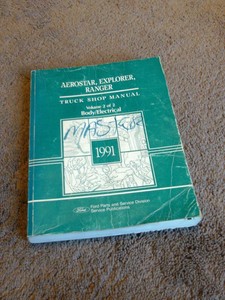 AEROSTAR, EXPLORER,
RANGER
TRUCK SHOP MANUAL
Volume 2 of 2
Body/Electrical
1991
Ford
Ford Parts and Service Division
Service Publications